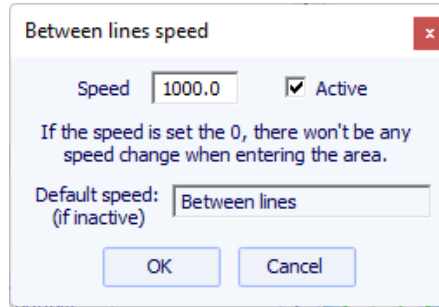 Between lines speed
x
Speed 1000.0 Active
If the speed is set the 0, there won't be any
speed change when entering the area.
Default speed: Between lines
(if inactive)
OK Cancel